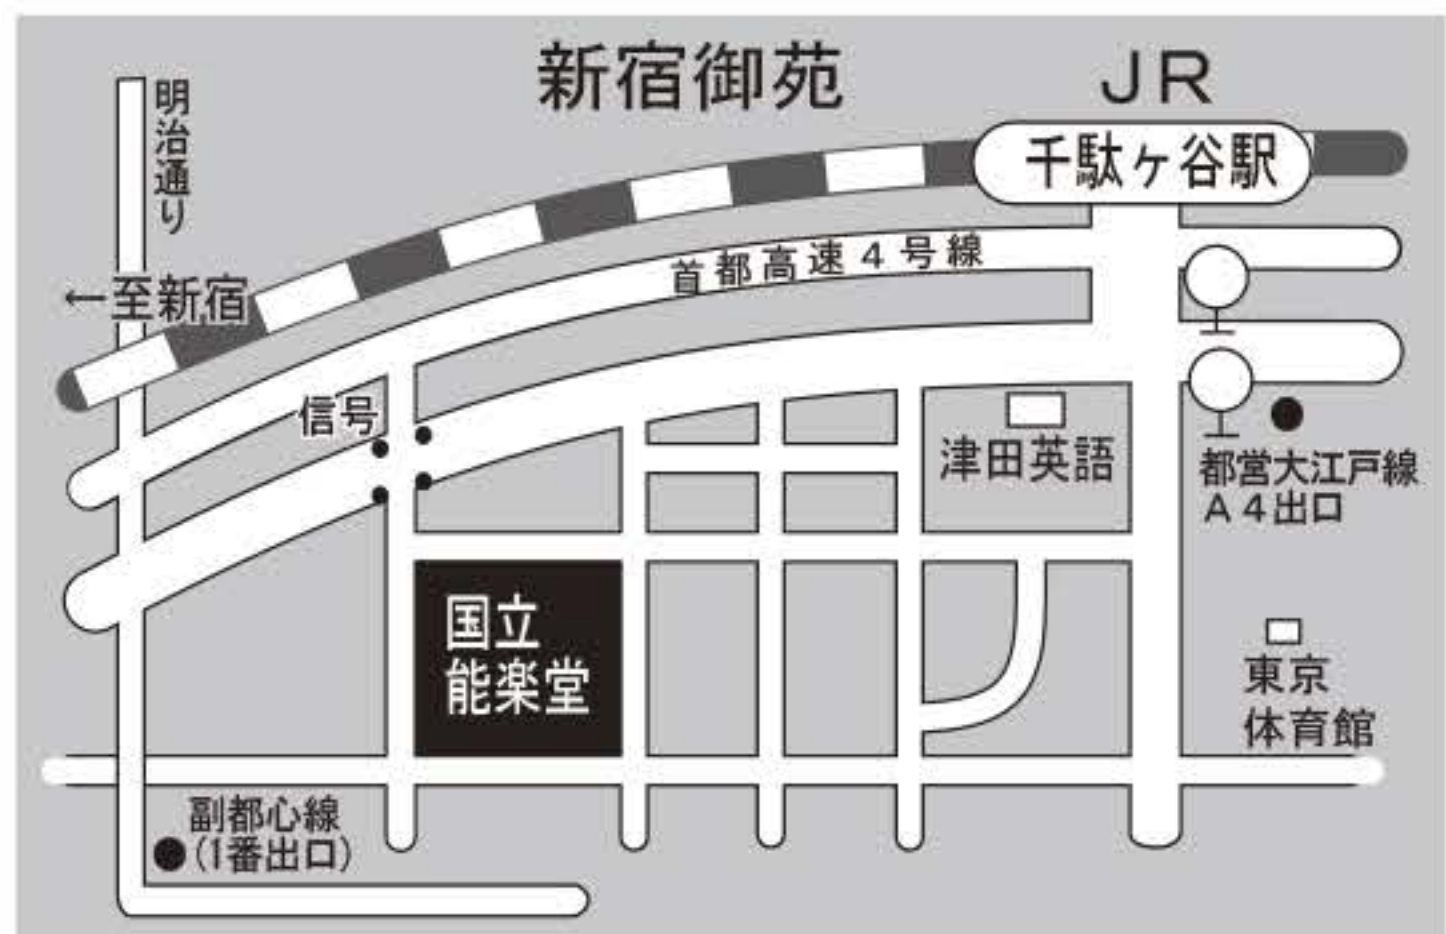 新宿御苑
JR
明治通り
千駄ヶ谷駅
←至新宿
首都高速4号線
信号
津田英語
都営大江戸線
A4出口
国立
能楽堂
東京
体育館
副都心線
(1番出口)